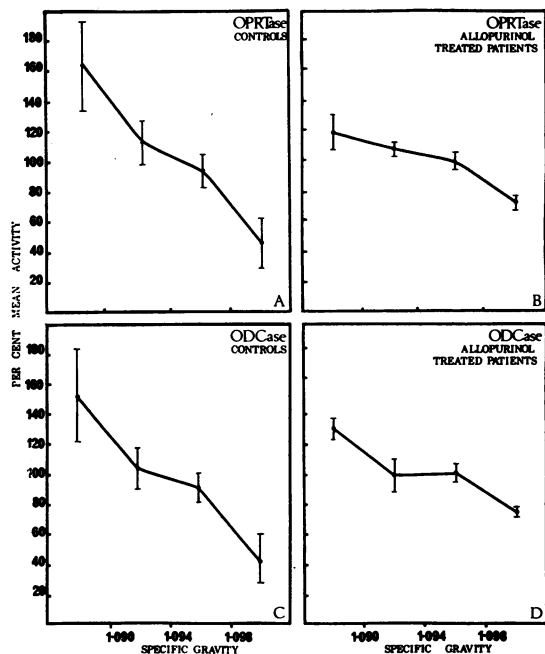 OPRTase
CONTROLS
180
160
140
120
100
80
60
40
20
A
OPRTase
ALLOPURINOL
TREATED PATIENTS
B
PER CENT MEAN ACTIVITY
ODCase
CONTROLS
180
160
140
120
100
80
60
40
20
C
ODCase
ALLOPURINOL
TREATED PATIENTS
D
1·090 1·094 1·098
SPECIFIC GRAVITY
1·090 1·094 1·098
SPECIFIC GRAVITY